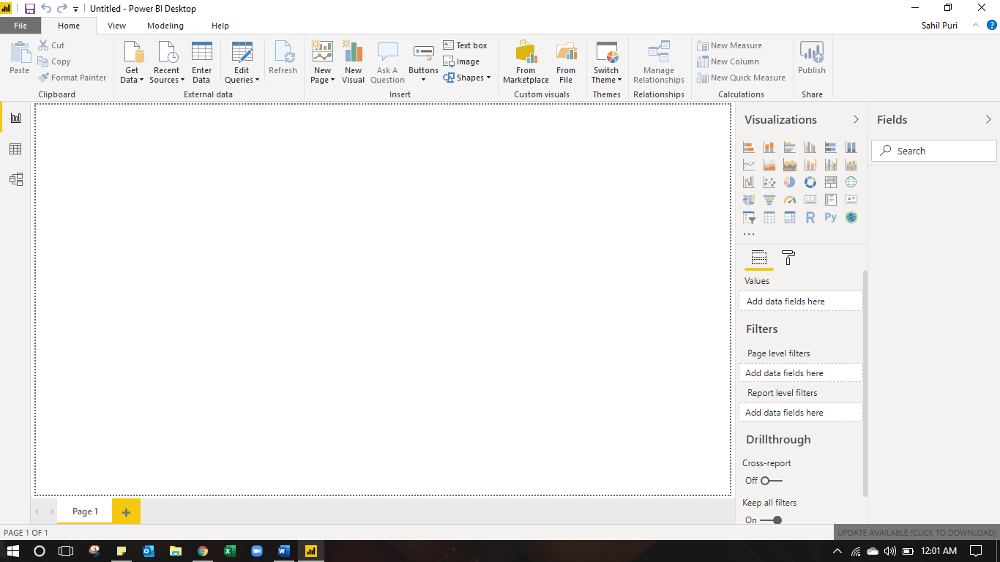 Untitled - Power BI Desktop
File Home View Modeling Help Sahil Puri ?
Paste
Cut
Copy
Format Painter
Clipboard
Get Data
Recent Sources
Enter Data
Edit Queries
Refresh
External data
New Page
New Visual
Ask A Question
Buttons
Text box
Image
Shapes
Insert
From Marketplace
From File
Custom visuals
Switch Theme
Themes
Manage Relationships
Relationships
New Measure
New Column
New Quick Measure
Calculations
Publish
Share
Visualizations
123
R Py
...
Values
Add data fields here
Filters
Page level filters
Add data fields here
Report level filters
Add data fields here
Drillthrough
Cross-report
Off
Keep all filters
On
Fields
Search
Page 1
PAGE 1 OF 1
UPDATE AVAILABLE (CLICK TO DOWNLOAD)
12:01 AM